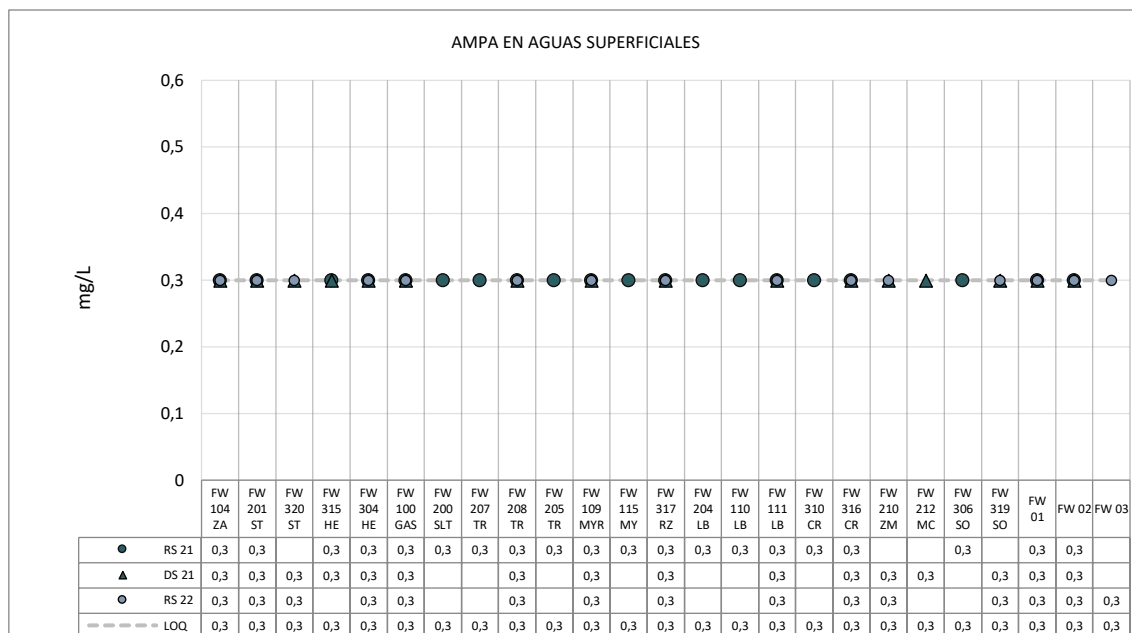 AMPA EN AGUAS SUPERFICIALES
mg/L
0,6
0,5
0,4
0,3
0,2
0,1
0
FW FW FW FW FW FW FW FW FW FW FW FW FW FW FW FW FW FW FW FW FW FW FW
104 201 320 315 304 100 200 207 208 205 109 115 317 204 110 111 310 316 210 212 306 319 01 FW 02 FW 03
ZA ST ST HE HE GAS SLT TR TR TR MYR MY RZ LB LB LB CR CR ZM MC SO SO
RS 21 0,3 0,3 0,3 0,3 0,3 0,3 0,3 0,3 0,3 0,3 0,3 0,3 0,3 0,3 0,3 0,3 0,3 0,3 0,3 0,3
DS 21 0,3 0,3 0,3 0,3 0,3 0,3 0,3 0,3 0,3 0,3 0,3 0,3 0,3 0,3 0,3 0,3
RS 22 0,3 0,3 0,3 0,3 0,3 0,3 0,3 0,3 0,3 0,3 0,3 0,3 0,3 0,3 0,3
LOQ 0,3 0,3 0,3 0,3 0,3 0,3 0,3 0,3 0,3 0,3 0,3 0,3 0,3 0,3 0,3 0,3 0,3 0,3 0,3 0,3 0,3 0,3 0,3 0,3 0,3